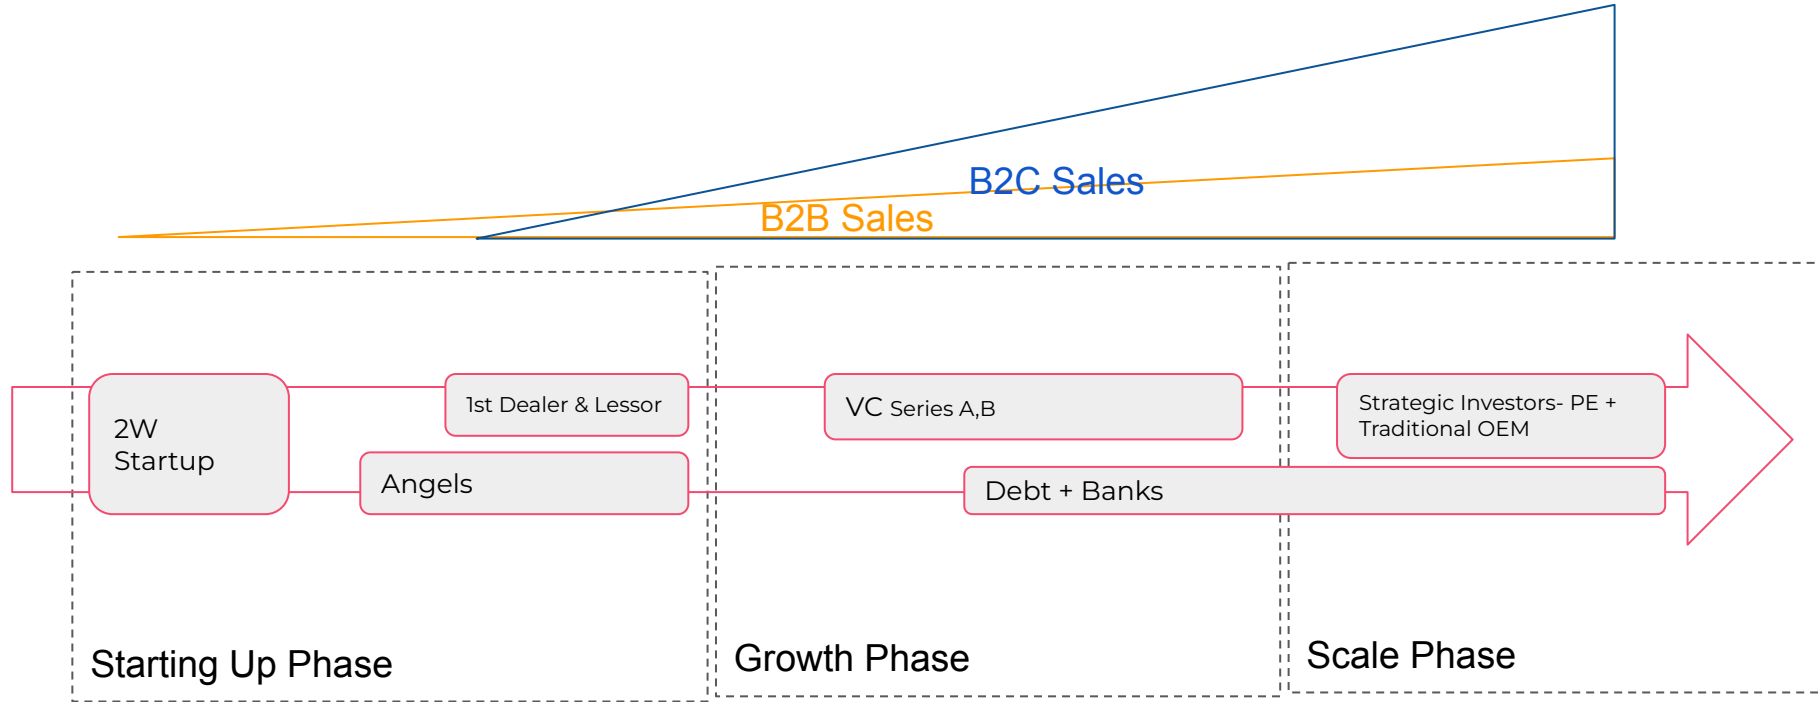 B2C Sales
B2B Sales
2W
Startup
1st Dealer & Lessor
Angels
VC Series A,B
Debt + Banks
Strategic Investors- PE +
Traditional OEM
Starting Up Phase
Growth Phase
Scale Phase